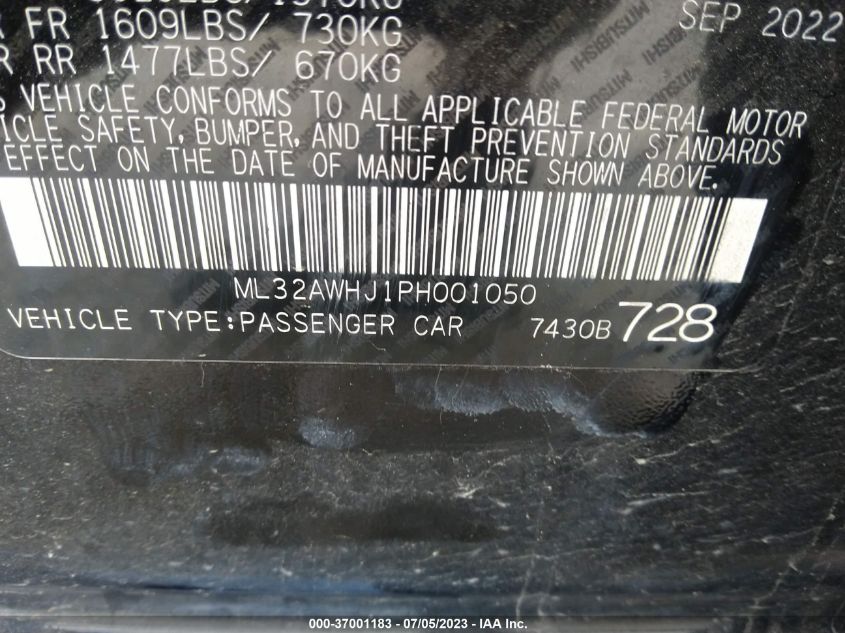 SEP 2022
FR 1609LBS/ 730KG
RR 1477LBS/ 670KG
VEHICLE CONFORMS TO ALL APPLICABLE FEDERAL MOTOR
SAFETY, BUMPER, AND THEFT PREVENTION STANDARDS
EFFECT ON THE DATE OF MANUFACTURE SHOWN ABOVE.
ML32AWHJ1PH001050
VEHICLE TYPE:PASSENGER CAR 7430B 728
000-37001183 - 07/05/2023 - IAA Inc.